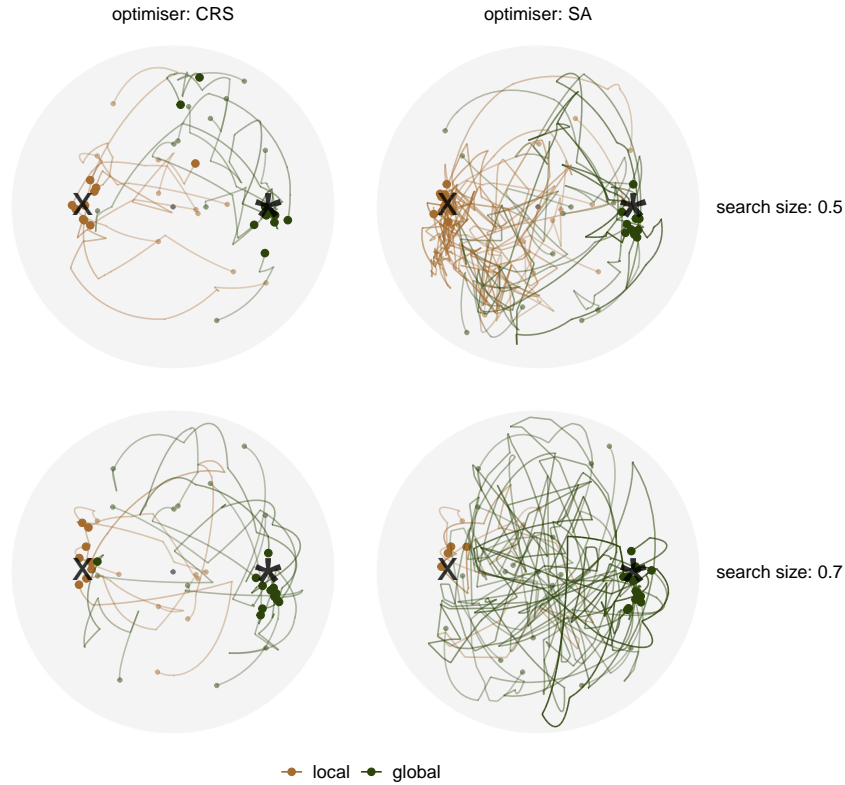 optimiser: CRS optimiser: SA
x * x * search size: 0.5
x * x * search size: 0.7
local global